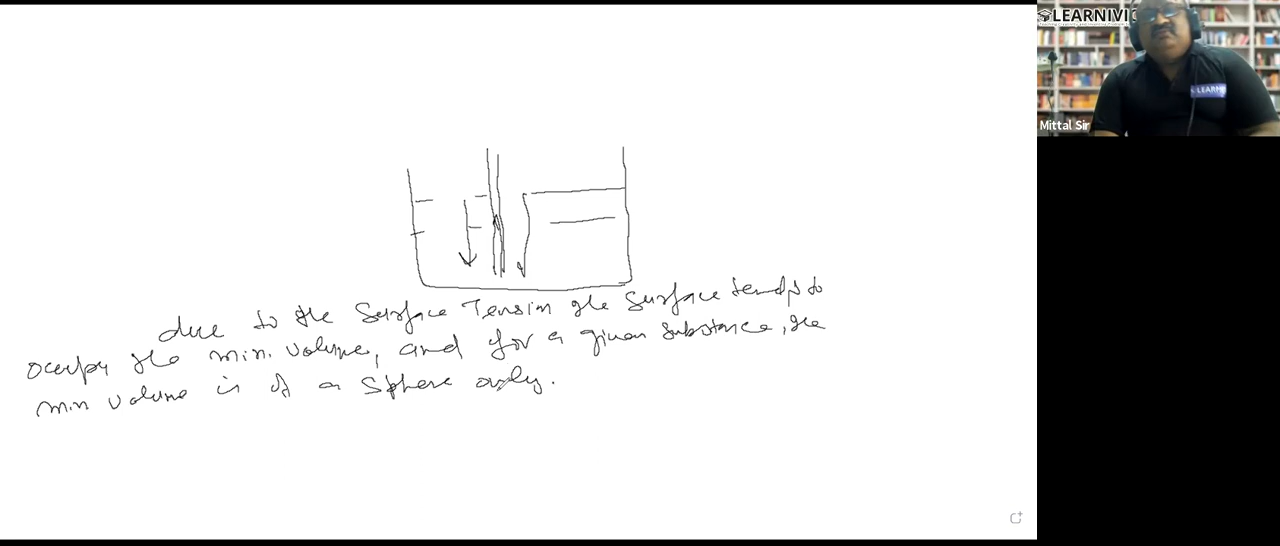 LEARNIVI
LEARNI
Mittal Sir
due to the Surface Tension the Surface tends to
occupy the min. volume, and for a given substance, the
min volume is of a Sphere only.